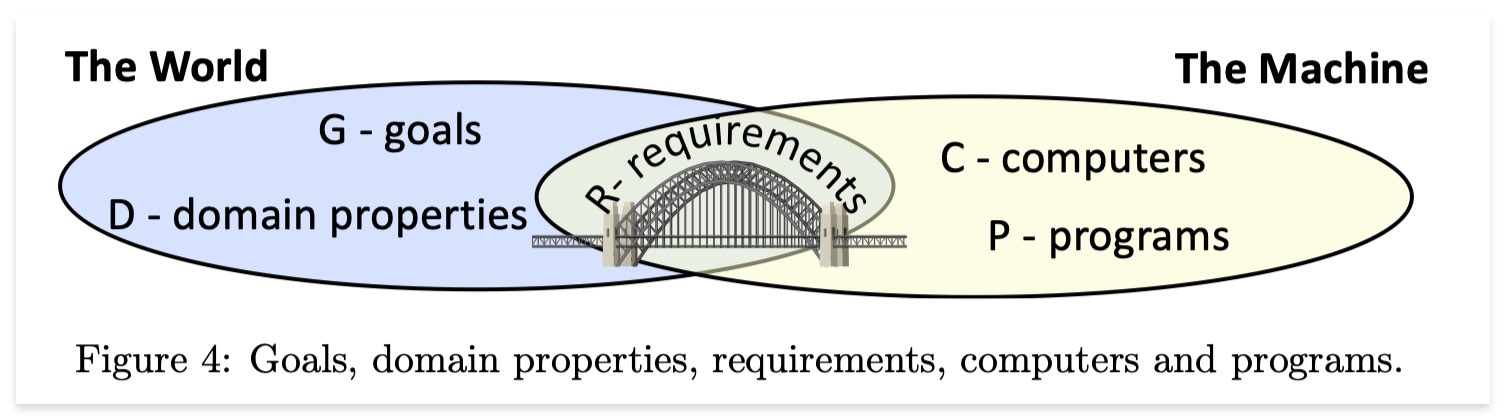 The World
The Machine
G - goals
R- requirements
C - computers
D - domain properties
P - programs
Figure 4: Goals, domain properties, requirements, computers and programs.